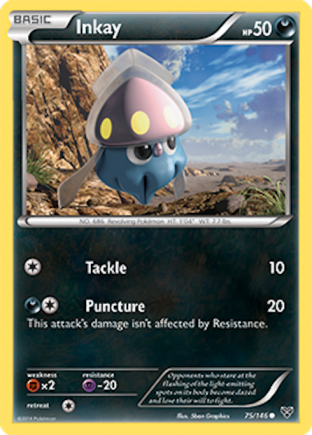 BASIC
Inkay
HP50
NO. 686 Revolving Pokémon HT. 1'04" WT. 7.7 lbs.
Tackle 10
Puncture 20
This attack's damage isn't affected by Resistance.
weakness
×2
resistance
-20
retreat
Opponents who stare at the
flashing of the light-emitting
spots on its body become dazed
and lose their will to fight.
Illus. 5ban Graphics
75/146
©2014 Pokémon